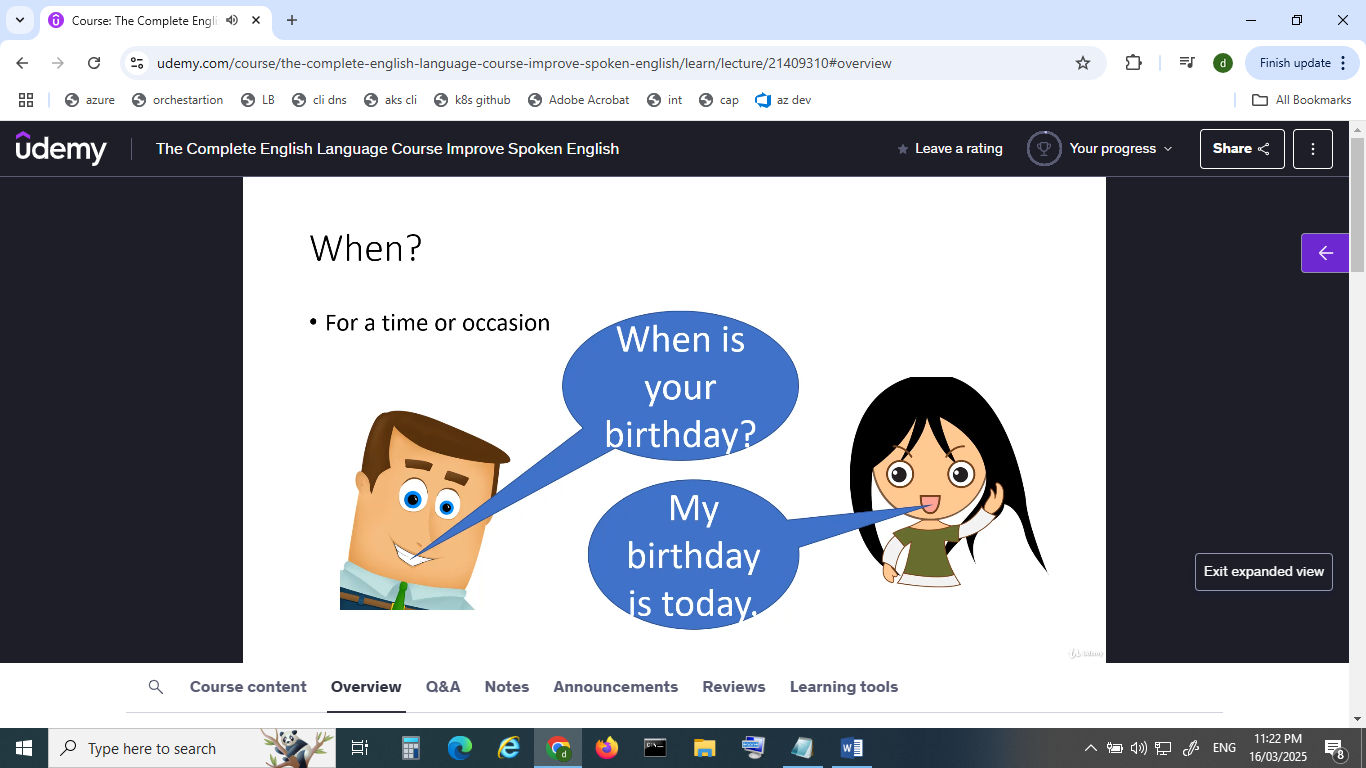 Course: The Complete Engli
udemy.com/course/the-complete-english-language-course-improve-spoken-english/learn/lecture/21409310#overview
d
Finish update
azure
orchestartion
LB
cli dns
aks cli
k8s github
Adobe Acrobat
int
cap
az dev
All Bookmarks
udemy
The Complete English Language Course Improve Spoken English
Leave a rating
Your progress
Share
When?
• For a time or occasion
When is
your
birthday?
My
birthday
is today.
Exit expanded view
Udemy
Course content
Overview
Q&A
Notes
Announcements
Reviews
Learning tools
Type here to search
ENG
11:22 PM
16/03/2025
8